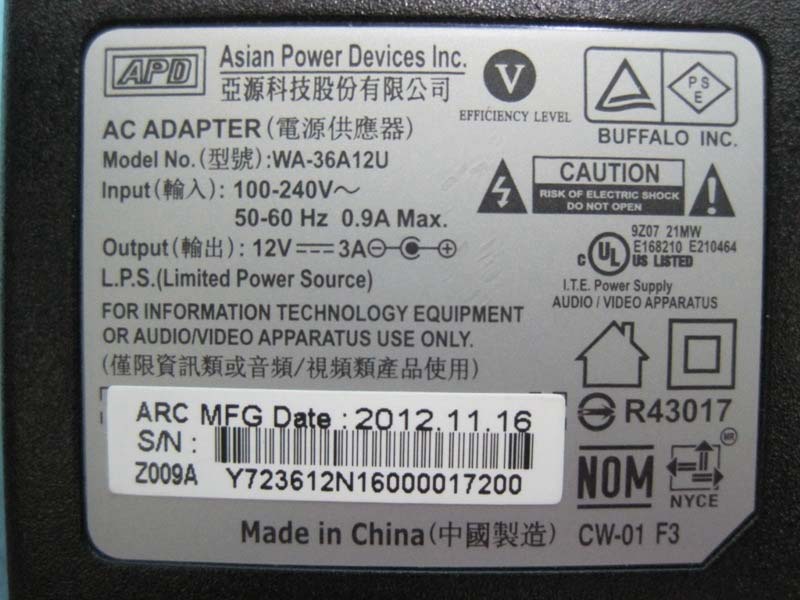 APD
Asian Power Devices Inc.
亞源科技股份有限公司
V
EFFICIENCY LEVEL
PS
E
BUFFALO INC.
AC ADAPTER(電源供應器)
Model No.(型號):WA-36A12U
Input(輸入): 100-240V～
50-60 Hz 0.9A Max.
Output(輸出): 12V⎓3A⊖–⊕
L.P.S.(Limited Power Source)
CAUTION
RISK OF ELECTRIC SHOCK
DO NOT OPEN
9Z07 21MW
E168210 E210464
c UL US LISTED
I.T.E. Power Supply
AUDIO / VIDEO APPARATUS
FOR INFORMATION TECHNOLOGY EQUIPMENT
OR AUDIO/VIDEO APPARATUS USE ONLY.
(僅限資訊類或音頻/視頻類產品使用)
ARC MFG Date : 2012.11.16
S/N :
Z009A Y723612N16000017200
R43017
NOM
MR
NYCE
Made in China(中國製造) CW-01 F3